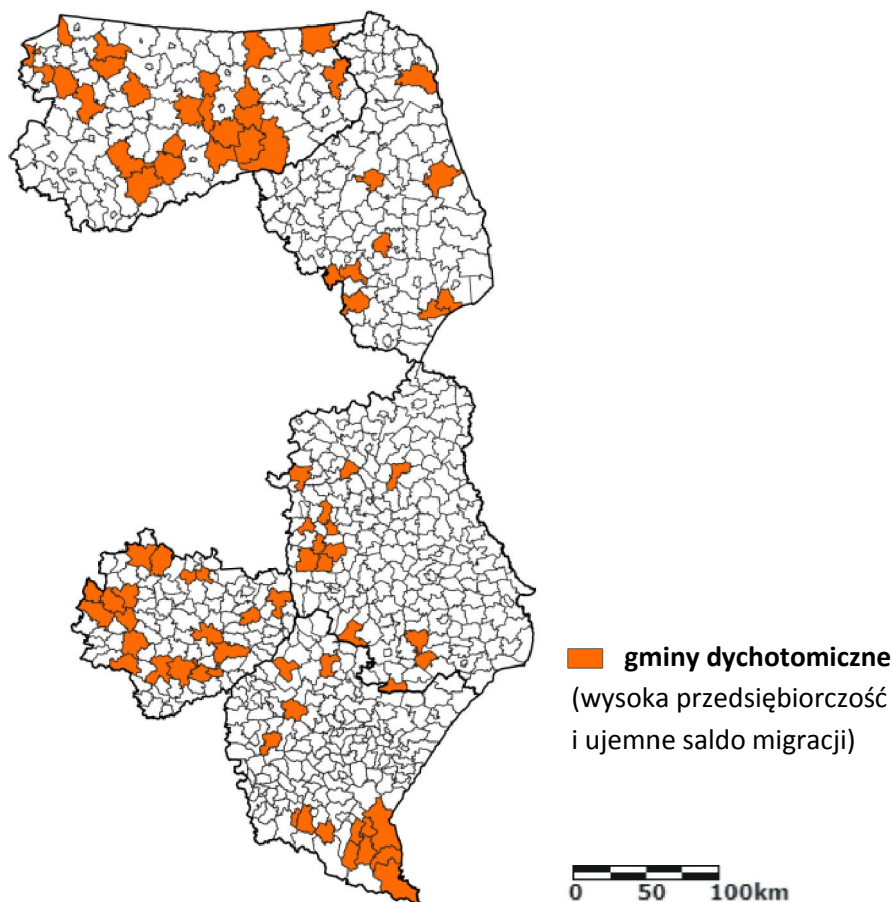 gminy dychotomiczne
(wysoka przedsiębiorczość
i ujemne saldo migracji)
0 50 100km